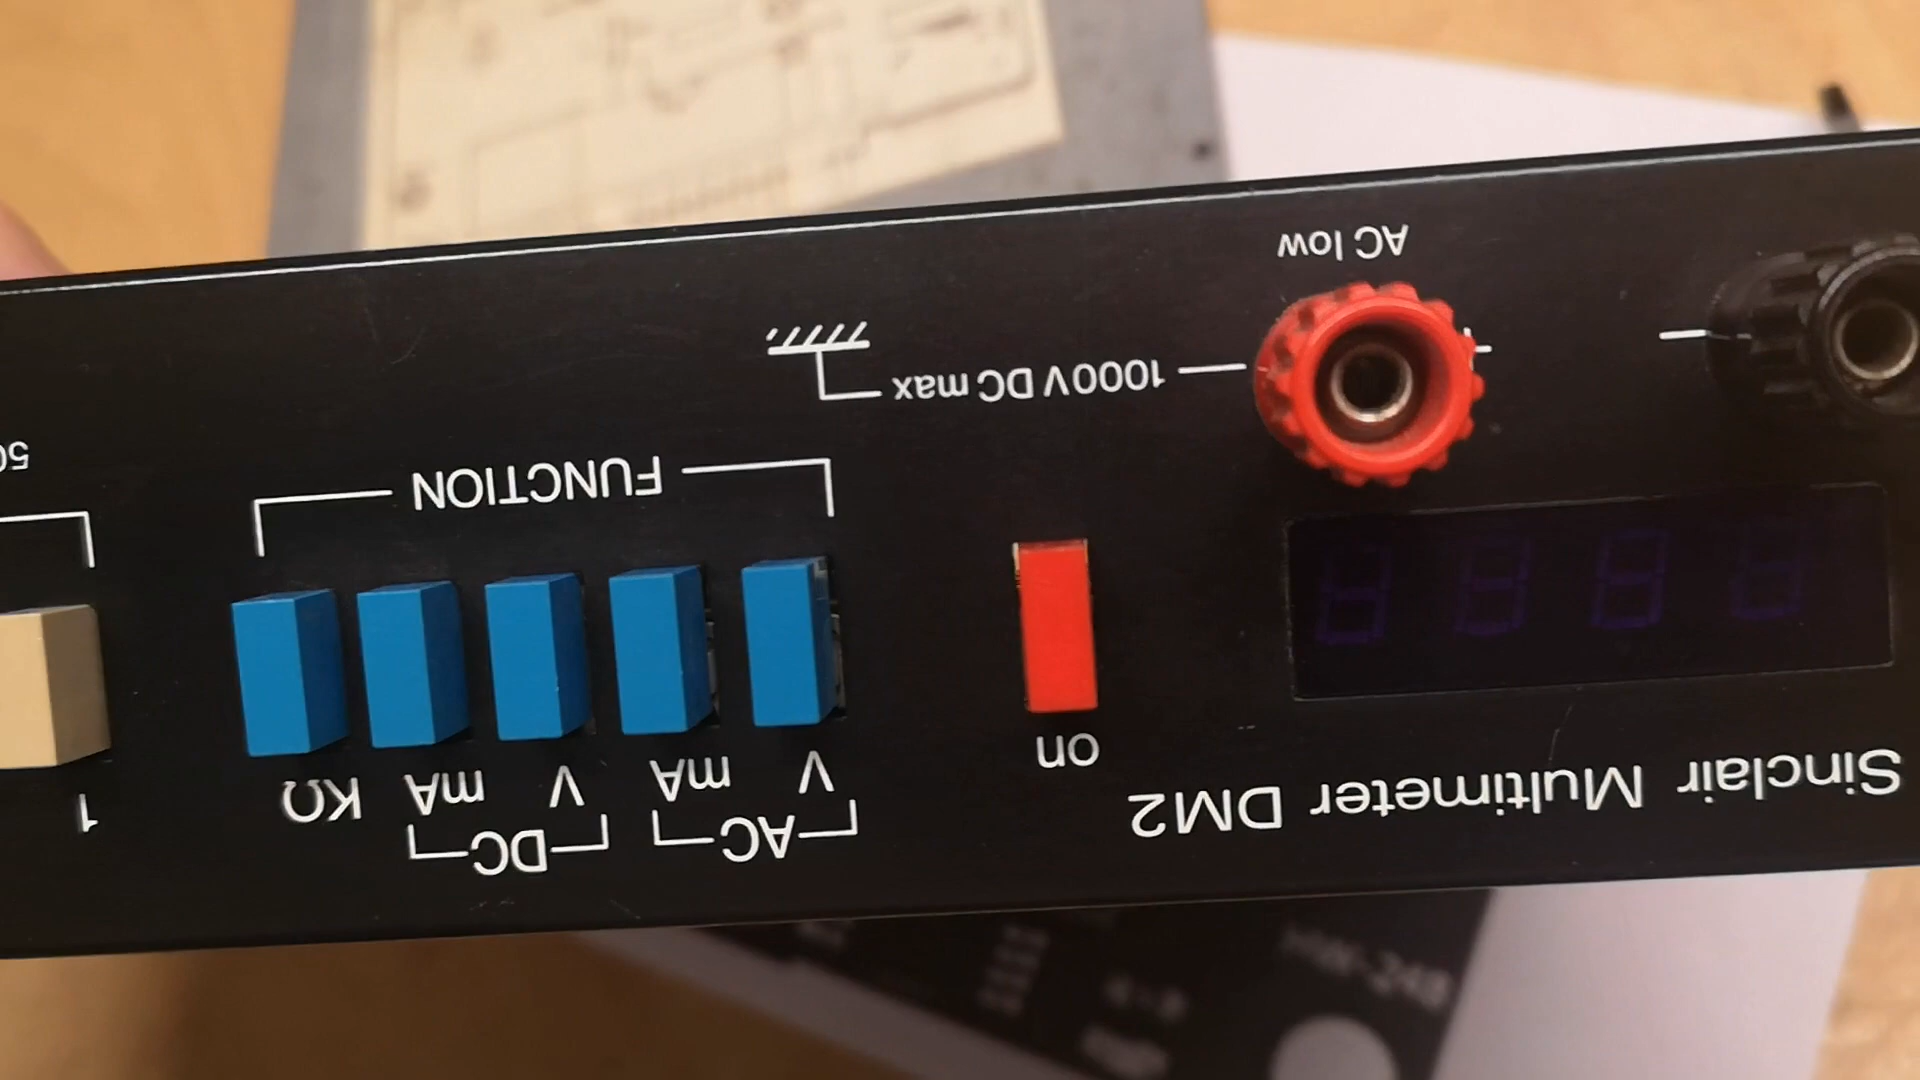 Sinclair Multimeter DM2
on
AC
DC
V
mA
V
mA
KΩ
1
FUNCTION
1000V DC max
AC low
+
−